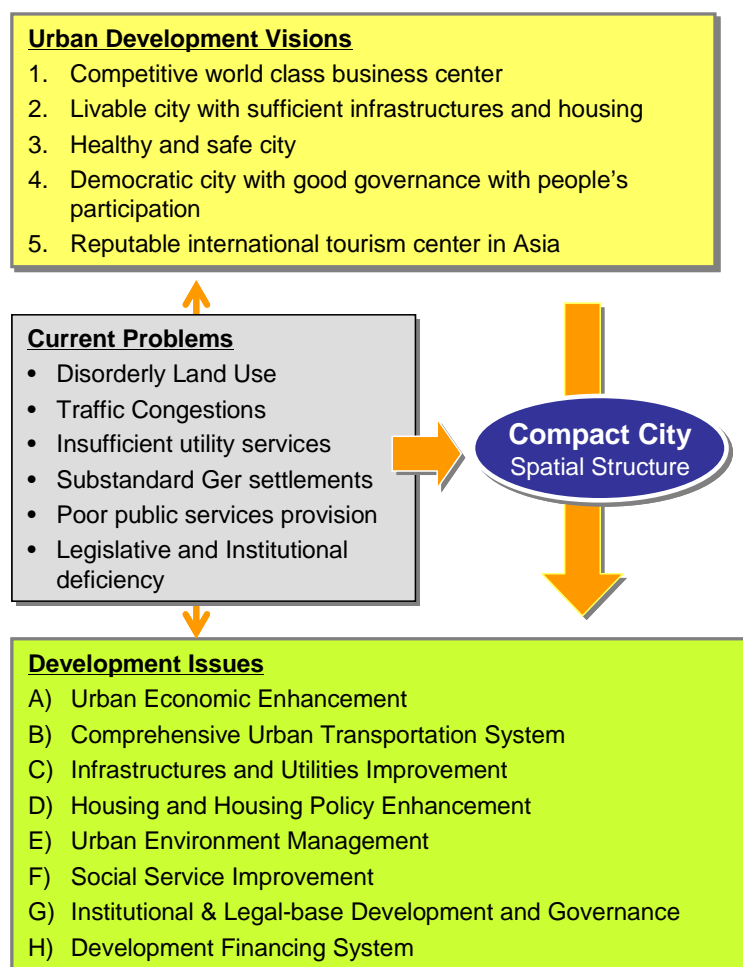 Urban Development Visions
1. Competitive world class business center
2. Livable city with sufficient infrastructures and housing
3. Healthy and safe city
4. Democratic city with good governance with people's
participation
5. Reputable international tourism center in Asia
Current Problems
• Disorderly Land Use
• Traffic Congestions
• Insufficient utility services
• Substandard Ger settlements
• Poor public services provision
• Legislative and Institutional
deficiency
Compact City
Spatial Structure
Development Issues
A) Urban Economic Enhancement
B) Comprehensive Urban Transportation System
C) Infrastructures and Utilities Improvement
D) Housing and Housing Policy Enhancement
E) Urban Environment Management
F) Social Service Improvement
G) Institutional & Legal-base Development and Governance
H) Development Financing System